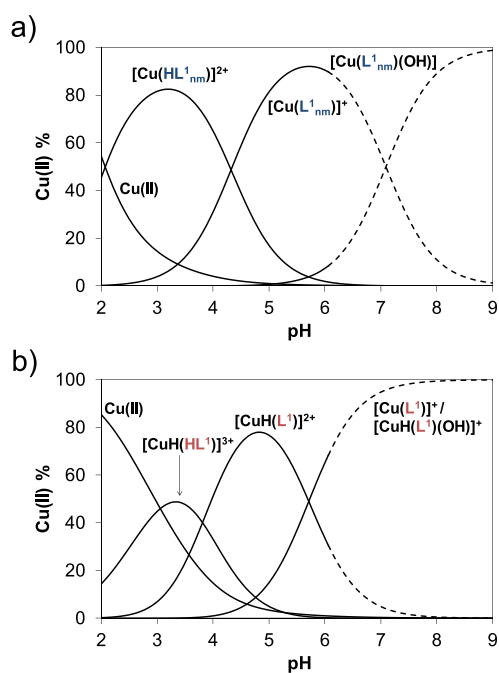 a)
100
80
60
40
20
0
Cu(II) %
[Cu(HL¹nm)]²⁺
[Cu(L¹nm)(OH)]
[Cu(L¹nm)]⁺
Cu(II)
2 3 4 5 6 7 8 9
pH
b)
100
80
60
40
20
0
Cu(II) %
Cu(II)
[CuH(L¹)]²⁺
[Cu(L¹)]⁺/
[CuH(L¹)(OH)]⁺
[CuH(HL¹)]³⁺
2 3 4 5 6 7 8 9
pH